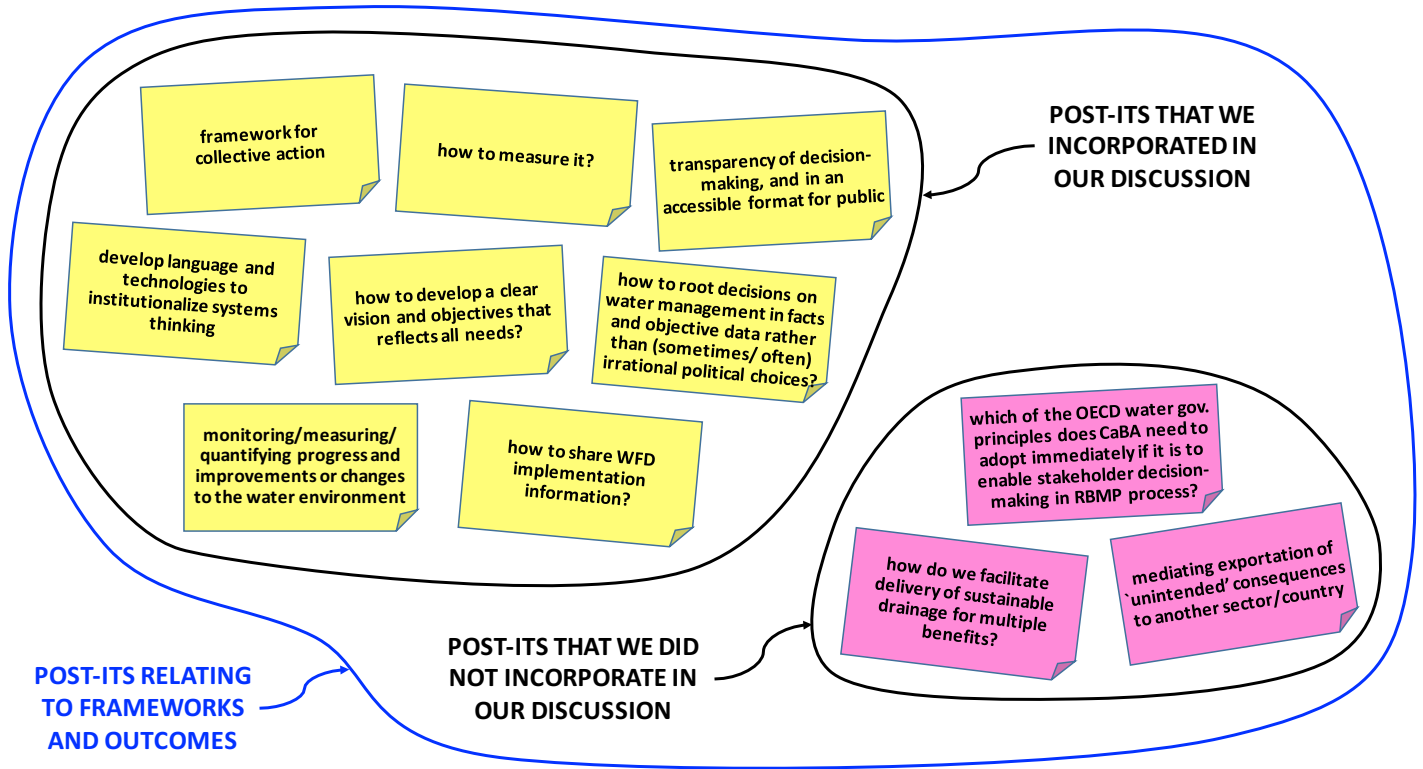 framework for
collective action
how to measure it?
transparency of decision-
making, and in an
accessible format for public
POST-ITS THAT WE
INCORPORATED IN
OUR DISCUSSION
develop language and
technologies to
institutionalize systems
thinking
how to develop a clear
vision and objectives that
reflects all needs?
how to root decisions on
water management in facts
and objective data rather
than (sometimes/ often)
irrational political choices?
monitoring/measuring/
quantifying progress and
improvements or changes
to the water environment
how to share WFD
implementation
information?
which of the OECD water gov.
principles does CaBA need to
adopt immediately if it is to
enable stakeholder decision-
making in RBMP process?
how do we facilitate
delivery of sustainable
drainage for multiple
benefits?
mediating exportation of
`unintended' consequences
to another sector/country
POST-ITS THAT WE DID
NOT INCORPORATE IN
OUR DISCUSSION
POST-ITS RELATING
TO FRAMEWORKS
AND OUTCOMES